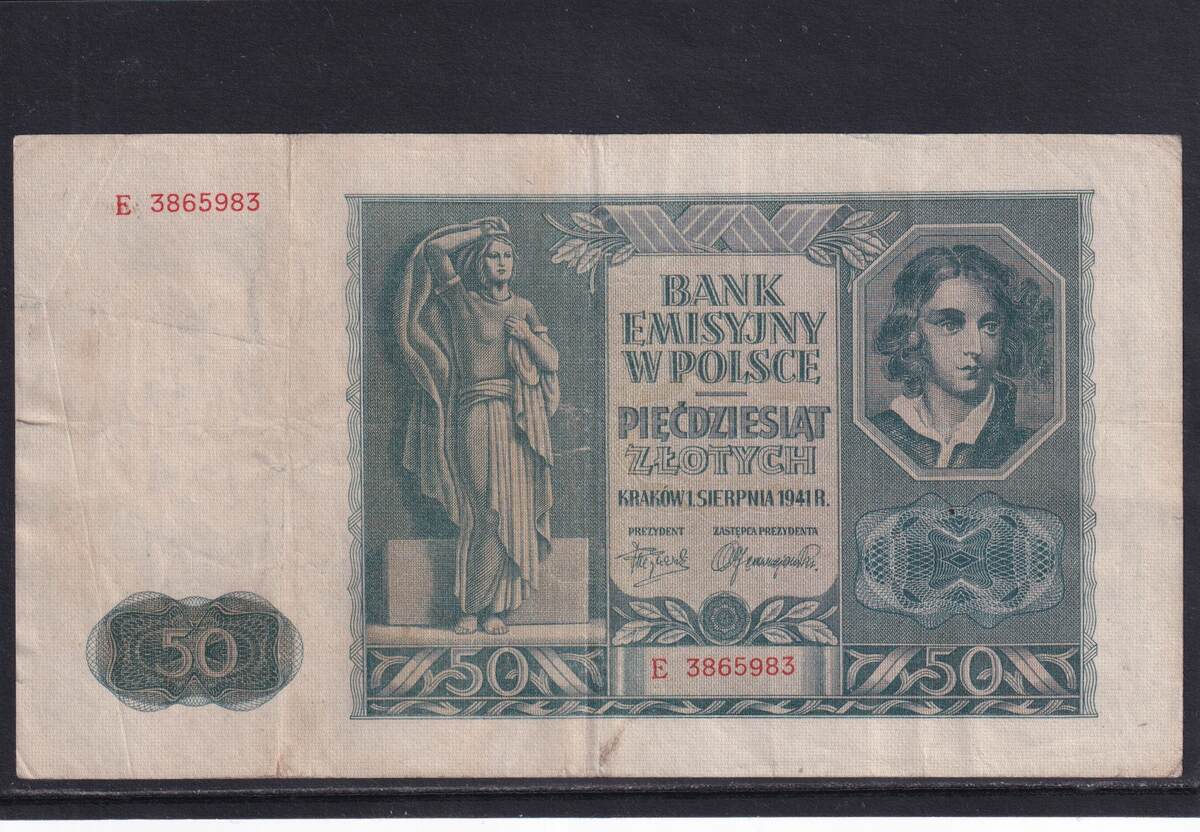 E 3865983
BANK
EMISYJNY
W POLSCE
PIĘĆDZIESIĄT
ZŁOTYCH
KRAKÓW 1. SIERPNIA 1941 R.
PREZYDENT ZASTĘPCA PREZYDENTA
50
50
E 3865983
50